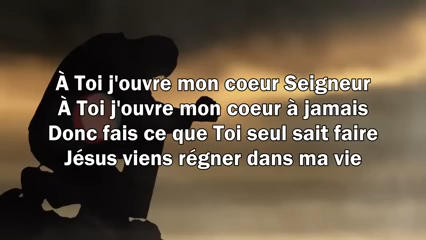 À Toi j'ouvre mon coeur Seigneur
À Toi j'ouvre mon coeur à jamais
Donc fais ce que Toi seul sait faire
Jésus viens régner dans ma vie